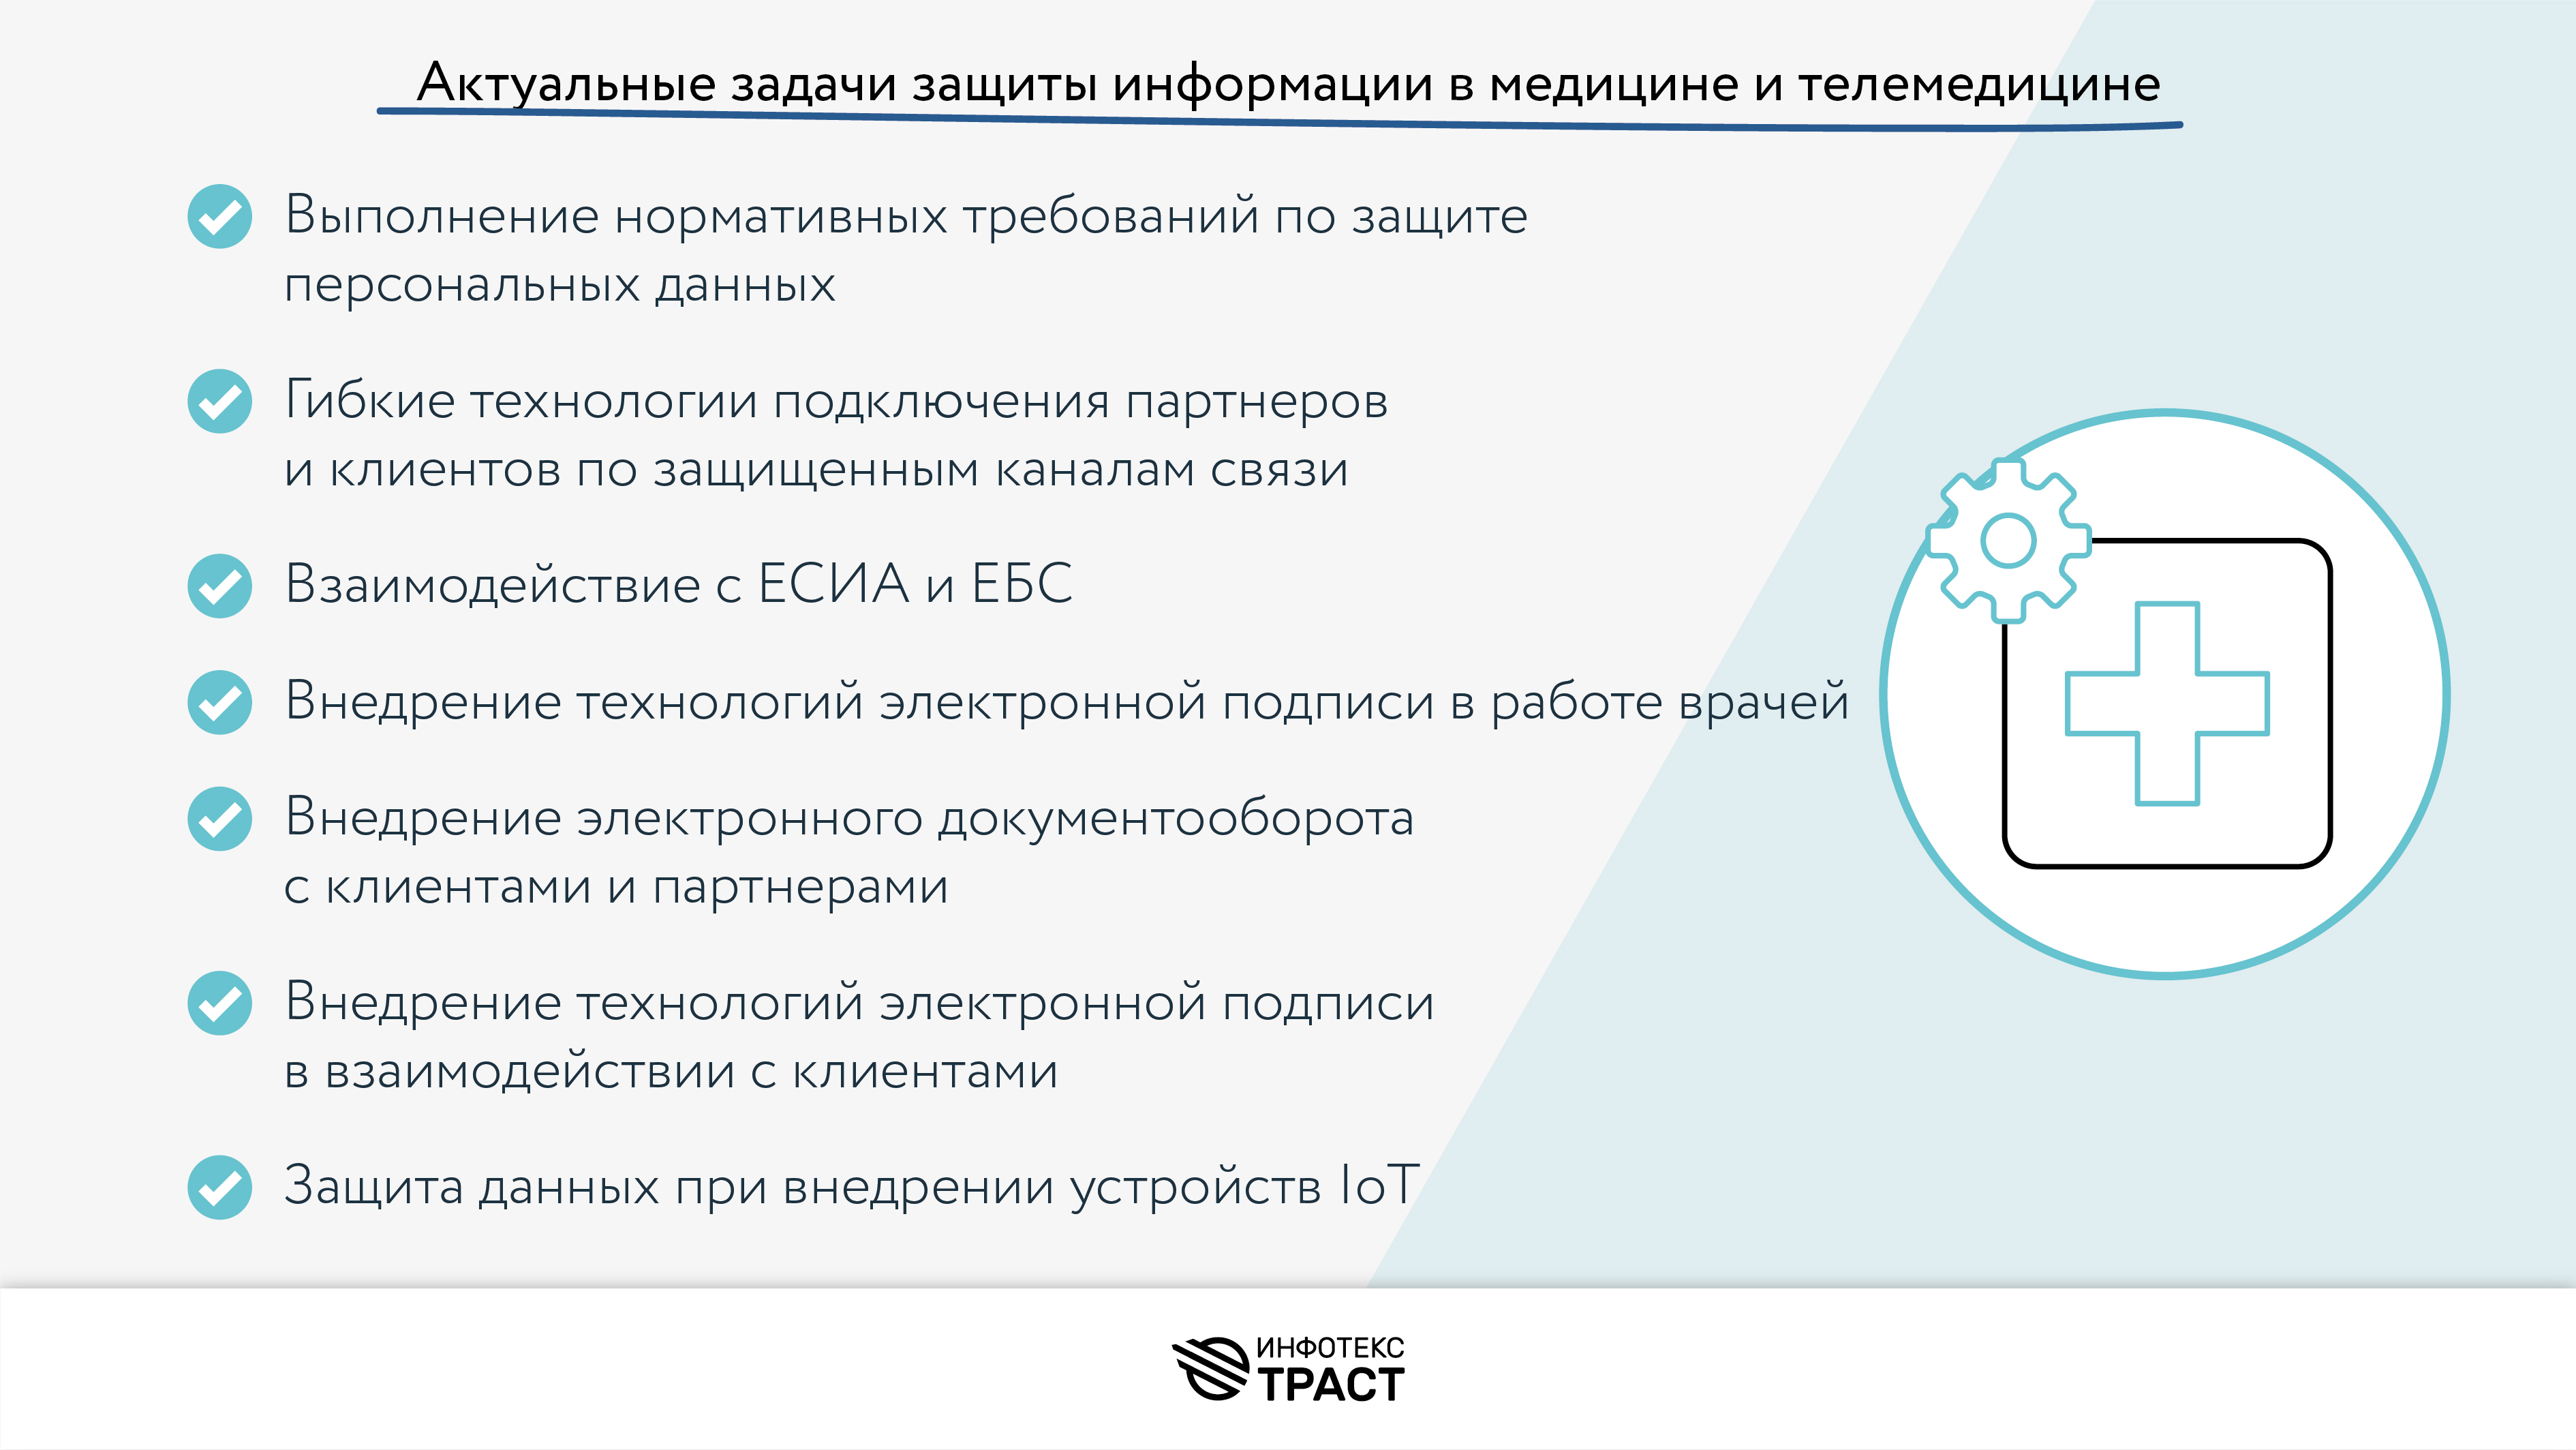 Актуальные задачи защиты информации в медицине и телемедицине
Выполнение нормативных требований по защите
персональных данных
Гибкие технологии подключения партнеров
и клиентов по защищенным каналам связи
Взаимодействие с ЕСИА и ЕБС
Внедрение технологий электронной подписи в работе врачей
Внедрение электронного документооборота
с клиентами и партнерами
Внедрение технологий электронной подписи
в взаимодействии с клиентами
Защита данных при внедрении устройств IoT
ИНФОТЕКС
ТРАСТ